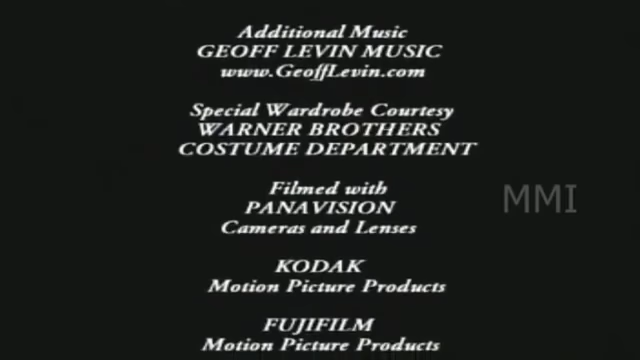 Additional Music
GEOFF LEVIN MUSIC
www.GeoffLevin.com
Special Wardrobe Courtesy
WARNER BROTHERS
COSTUME DEPARTMENT
Filmed with
PANAVISION
Cameras and Lenses
MMI
KODAK
Motion Picture Products
FUJIFILM
Motion Picture Products